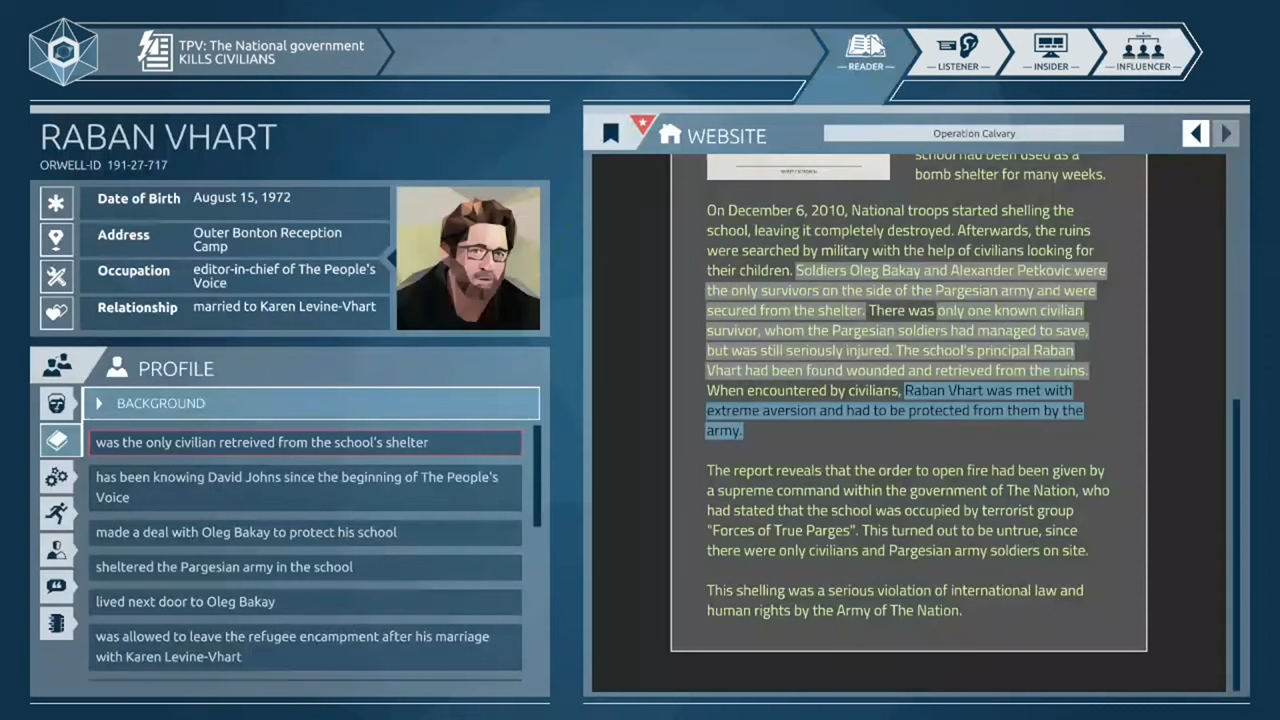 TPV: The National government
KILLS CIVILIANS
READER
LISTENER
INSIDER
INFLUENCER
RABAN VHART
ORWELL-ID 191-27-717
Date of Birth August 15, 1972
Address Outer Bonton Reception
Camp
Occupation editor-in-chief of The People's
Voice
Relationship married to Karen Levine-Vhart
PROFILE
BACKGROUND
was the only civilian retreived from the school's shelter
has been knowing David Johns since the beginning of The People's
Voice
made a deal with Oleg Bakay to protect his school
sheltered the Pargesian army in the school
lived next door to Oleg Bakay
was allowed to leave the refugee encampment after his marriage
with Karen Levine-Vhart
WEBSITE
Operation Calvary
school had been used as a
bomb shelter for many weeks.
On December 6, 2010, National troops started shelling the
school, leaving it completely destroyed. Afterwards, the ruins
were searched by military with the help of civilians looking for
their children. Soldiers Oleg Bakay and Alexander Petkovic were
the only survivors on the side of the Pargesian army and were
secured from the shelter. There was only one known civilian
survivor, whom the Pargesian soldiers had managed to save,
but was still seriously injured. The school's principal Raban
Vhart had been found wounded and retrieved from the ruins.
When encountered by civilians, Raban Vhart was met with
extreme aversion and had to be protected from them by the
army.
The report reveals that the order to open fire had been given by
a supreme command within the government of The Nation, who
had stated that the school was occupied by terrorist group
"Forces of True Parges". This turned out to be untrue, since
there were only civilians and Pargesian army soldiers on site.
This shelling was a serious violation of international law and
human rights by the Army of The Nation.